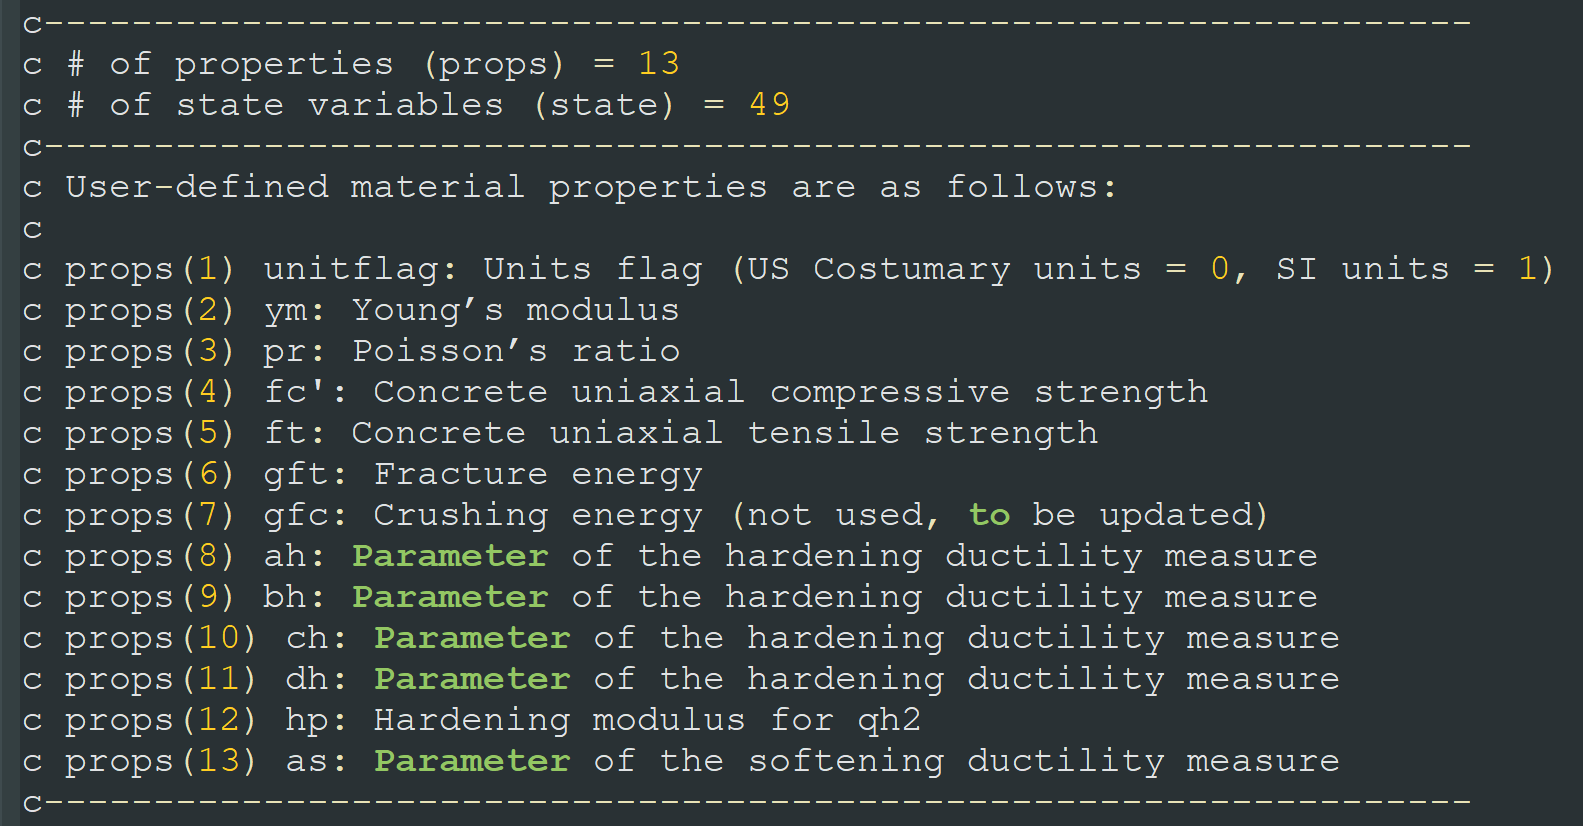 c-----------------------------------------------------------------
c # of properties (props) = 13
c # of state variables (state) = 49
c-----------------------------------------------------------------
c User-defined material properties are as follows:
c
c props(1) unitflag: Units flag (US Costumary units = 0, SI units = 1)
c props(2) ym: Young’s modulus
c props(3) pr: Poisson’s ratio
c props(4) fc': Concrete uniaxial compressive strength
c props(5) ft: Concrete uniaxial tensile strength
c props(6) gft: Fracture energy
c props(7) gfc: Crushing energy (not used, to be updated)
c props(8) ah: Parameter of the hardening ductility measure
c props(9) bh: Parameter of the hardening ductility measure
c props(10) ch: Parameter of the hardening ductility measure
c props(11) dh: Parameter of the hardening ductility measure
c props(12) hp: Hardening modulus for qh2
c props(13) as: Parameter of the softening ductility measure
c-----------------------------------------------------------------